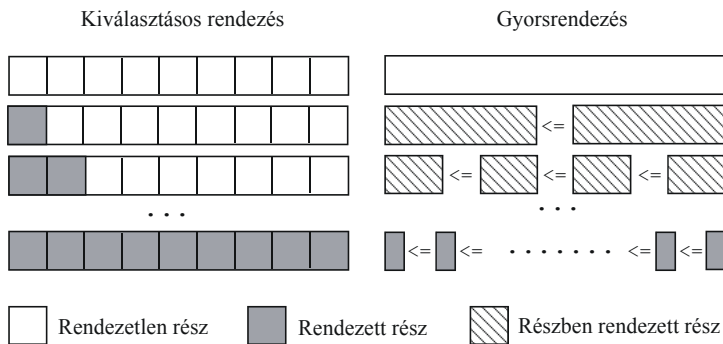 Kiválasztásos rendezés
Gyorsrendezés
<=
<= <= <=
. . .
. . .
<= <= . . . . . . . <= <=
Rendezetlen rész
Rendezett rész
Részben rendezett rész